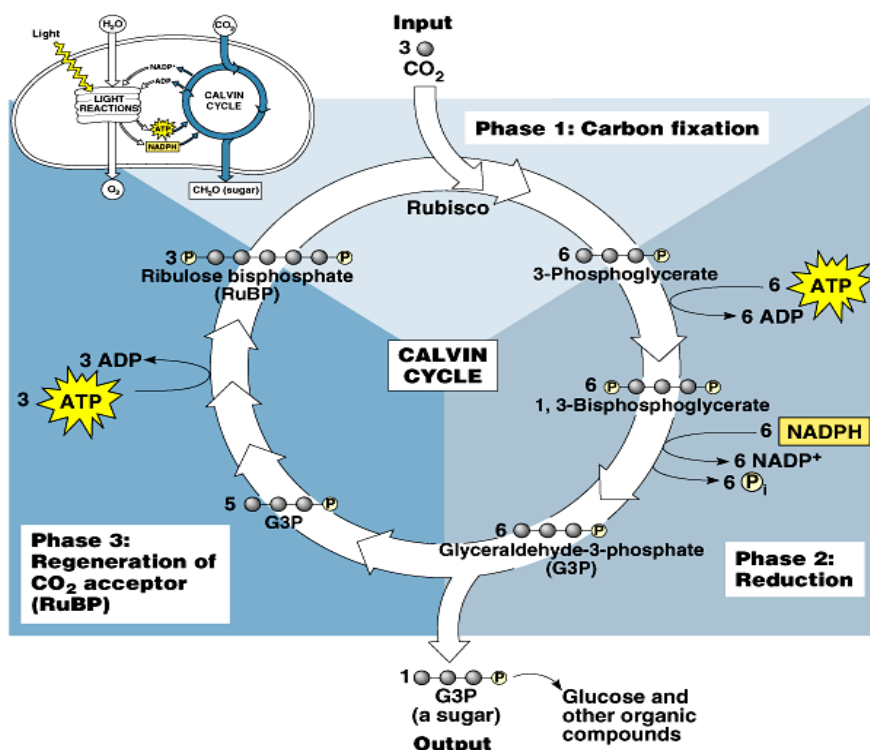 H₂O
CO₂
Light
NADP⁺
ADP
LIGHT
REACTIONS
CALVIN
CYCLE
ATP
NADPH
O₂
CH₂O (sugar)
Input
3
CO₂
Phase 1: Carbon fixation
Rubisco
3 P P
Ribulose bisphosphate
(RuBP)
6 P
3-Phosphoglycerate
6 ATP
6 ADP
CALVIN
CYCLE
3 ADP
3 ATP
6 P P
1, 3-Bisphosphoglycerate
6 NADPH
6 NADP⁺
6 Pi
5 P
G3P
6 P
Glyceraldehyde-3-phosphate
(G3P)
Phase 3:
Regeneration of
CO₂ acceptor
(RuBP)
Phase 2:
Reduction
1 P
G3P
(a sugar)
Output
Glucose and
other organic
compounds